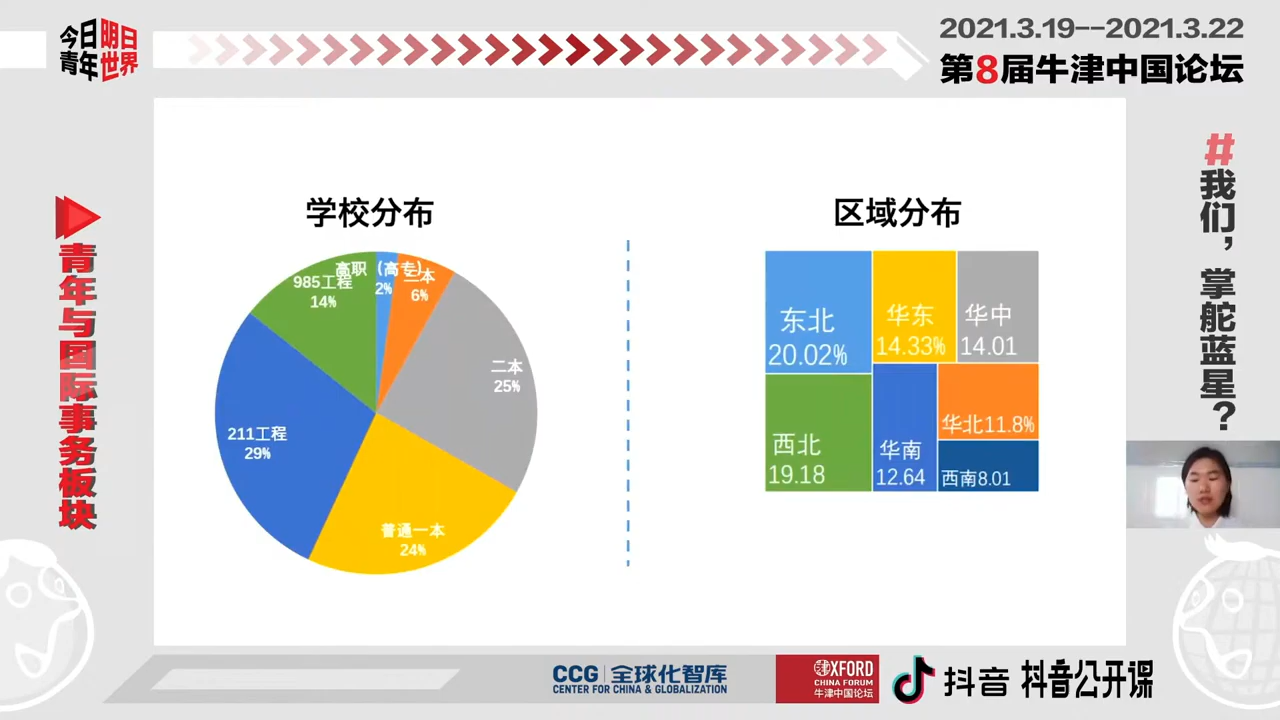 今日明日
青年世界
2021.3.19--2021.3.22
第8届牛津中国论坛
青年与国际事务板块
#我们，掌舵蓝星？
学校分布
高职（高专）
2%
三本
6%
985工程
14%
二本
25%
211工程
29%
普通一本
24%
区域分布
东北
20.02%
华东
14.33%
华中
14.01
西北
19.18
华南
12.64
华北11.8%
西南8.01
CCG 全球化智库
CENTER FOR CHINA & GLOBALIZATION
OXFORD
CHINA FORUM
牛津中国论坛
抖音 抖音公开课